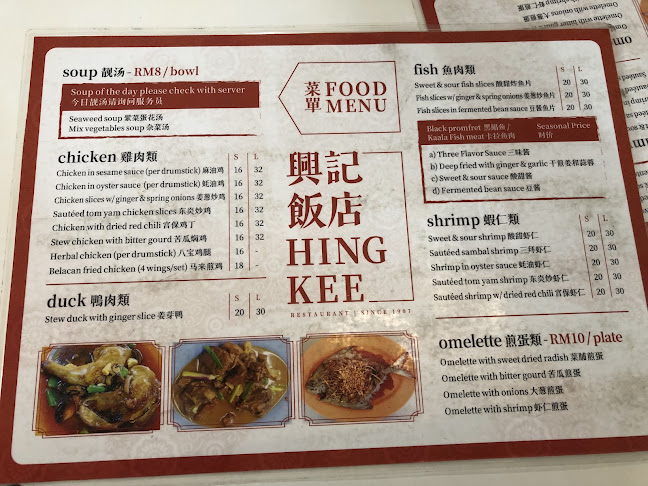 soup 靓汤 - RM8/bowl
Soup of the day please check with server
今日靓汤请询问服务员
Seaweed soup 紫菜蛋花汤
Mix vegetables soup 杂菜汤
chicken 雞肉類 S L
Chicken in sesame sauce (per drumstick) 麻油鸡 16 32
Chicken in oyster sauce (per drumstick) 蚝油鸡 16 32
Chicken slices w/ginger & spring onions 姜葱炒鸡 16 32
Sautéed tom yam chicken slices 东炎炒鸡 16 32
Chicken with dried red chili 宫保鸡丁 16 32
Stew chicken with bitter gourd 苦瓜焖鸡 16 32
Herbal chicken (per drumstick) 八宝鸡腿 16 -
Belacan fried chicken (4 wings/set) 马来煎鸡 18 -
duck 鴨肉類 S L
Stew duck with ginger slice 姜芽鸭 20 30
菜單 FOOD MENU
興記
飯店
HING
KEE
RESTAURANT | SINCE 1987
fish 魚肉類 S L
Sweet & sour fish slices 酸甜炸鱼片 20 30
Fish slices w/ ginger & spring onions 姜葱炒鱼片 20 30
Fish slices in fermented bean sauce 豆酱鱼片 20 30
Black promfret 黑鯧魚 / Seasonal Price
Kaala Fish meat 卡拉鱼肉 时价
a) Three Flavor Sauce 三味酱
b) Deep fried with ginger & garlic 干煎姜和蒜蓉
c) Sweet & sour sauce 酸甜酱
d) Fermented bean sauce 豆酱
shrimp 蝦仁類 S L
Sweet & sour shrimp 酸甜虾仁 20 30
Sautéed sambal shrimp 三拜虾仁 20 30
Shrimp in oyster sauce 蚝油虾仁 20 30
Sautéed tom yam shrimp 东炎炒虾仁 20 30
Sautéed shrimp w/ dried red chili 宫保虾仁 20 30
omelette 煎蛋類 - RM10/plate
Omelette with sweet dried radish 菜脯煎蛋
Omelette with bitter gourd 苦瓜煎蛋
Omelette with onions 大葱煎蛋
Omelette with shrimp 虾仁煎蛋